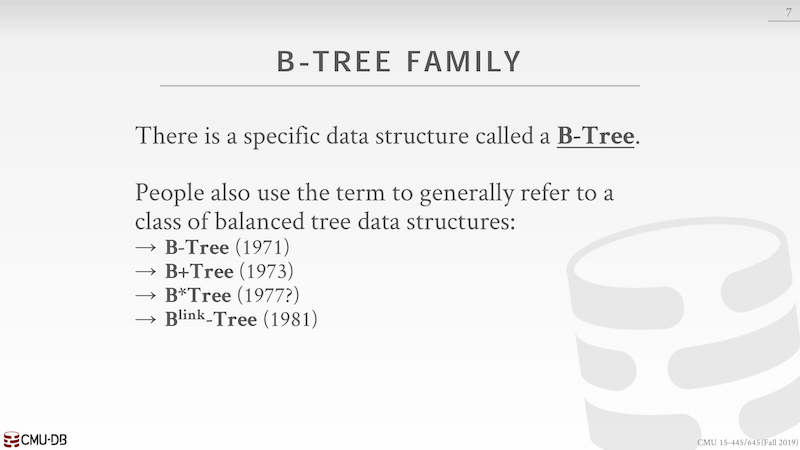 7
B-TREE FAMILY
There is a specific data structure called a B-Tree.
People also use the term to generally refer to a
class of balanced tree data structures:
→ B-Tree (1971)
→ B+Tree (1973)
→ B*Tree (1977?)
→ Blink-Tree (1981)
CMU·DB
CMU 15-445/645 (Fall 2019)